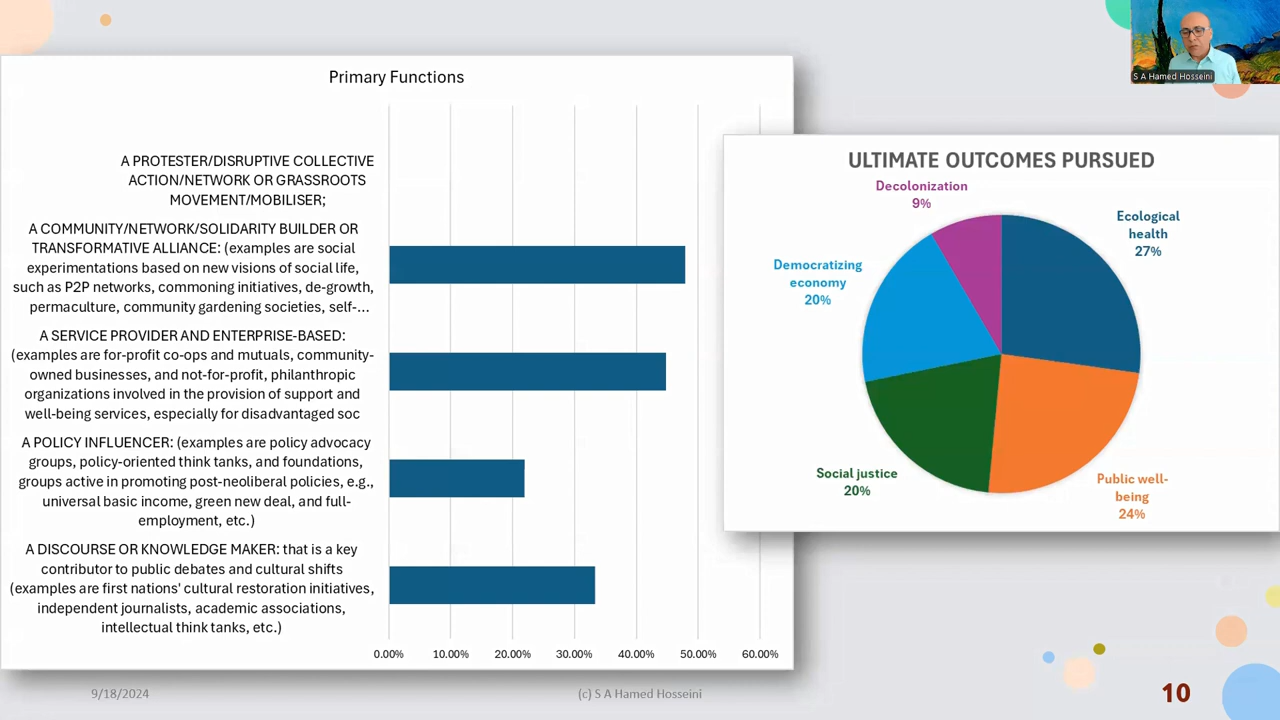 Primary Functions
A PROTESTER/DISRUPTIVE COLLECTIVE
ACTION/NETWORK OR GRASSROOTS
MOVEMENT/MOBILISER;
A COMMUNITY/NETWORK/SOLIDARITY BUILDER OR
TRANSFORMATIVE ALLIANCE: (examples are social
experimentations based on new visions of social life,
such as P2P networks, commoning initiatives, de-growth,
permaculture, community gardening societies, self-...
A SERVICE PROVIDER AND ENTERPRISE-BASED:
(examples are for-profit co-ops and mutuals, community-
owned businesses, and not-for-profit, philanthropic
organizations involved in the provision of support and
well-being services, especially for disadvantaged soc
A POLICY INFLUENCER: (examples are policy advocacy
groups, policy-oriented think tanks, and foundations,
groups active in promoting post-neoliberal policies, e.g.,
universal basic income, green new deal, and full-
employment, etc.)
A DISCOURSE OR KNOWLEDGE MAKER: that is a key
contributor to public debates and cultural shifts
(examples are first nations' cultural restoration initiatives,
independent journalists, academic associations,
intellectual think tanks, etc.)
0.00% 10.00% 20.00% 30.00% 40.00% 50.00% 60.00%
ULTIMATE OUTCOMES PURSUED
Decolonization
9%
Ecological
health
27%
Democratizing
economy
20%
Social justice
20%
Public well-
being
24%
S A Hamed Hosseini
9/18/2024
(c) S A Hamed Hosseini
10